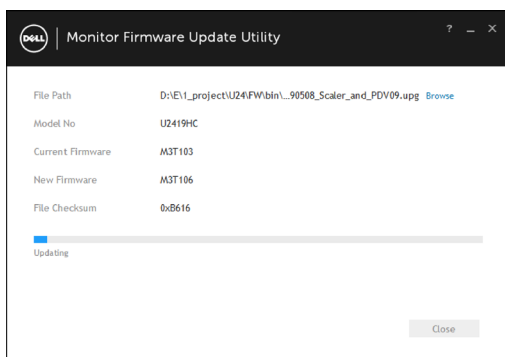 DELL Monitor Firmware Update Utility ? _ X
File Path D:\E\1_project\U24\FW\bin\...90508_Scaler_and_PDV09.upg Browse
Model No U2419HC
Current Firmware M3T103
New Firmware M3T106
File Checksum 0xB616
Updating
Close